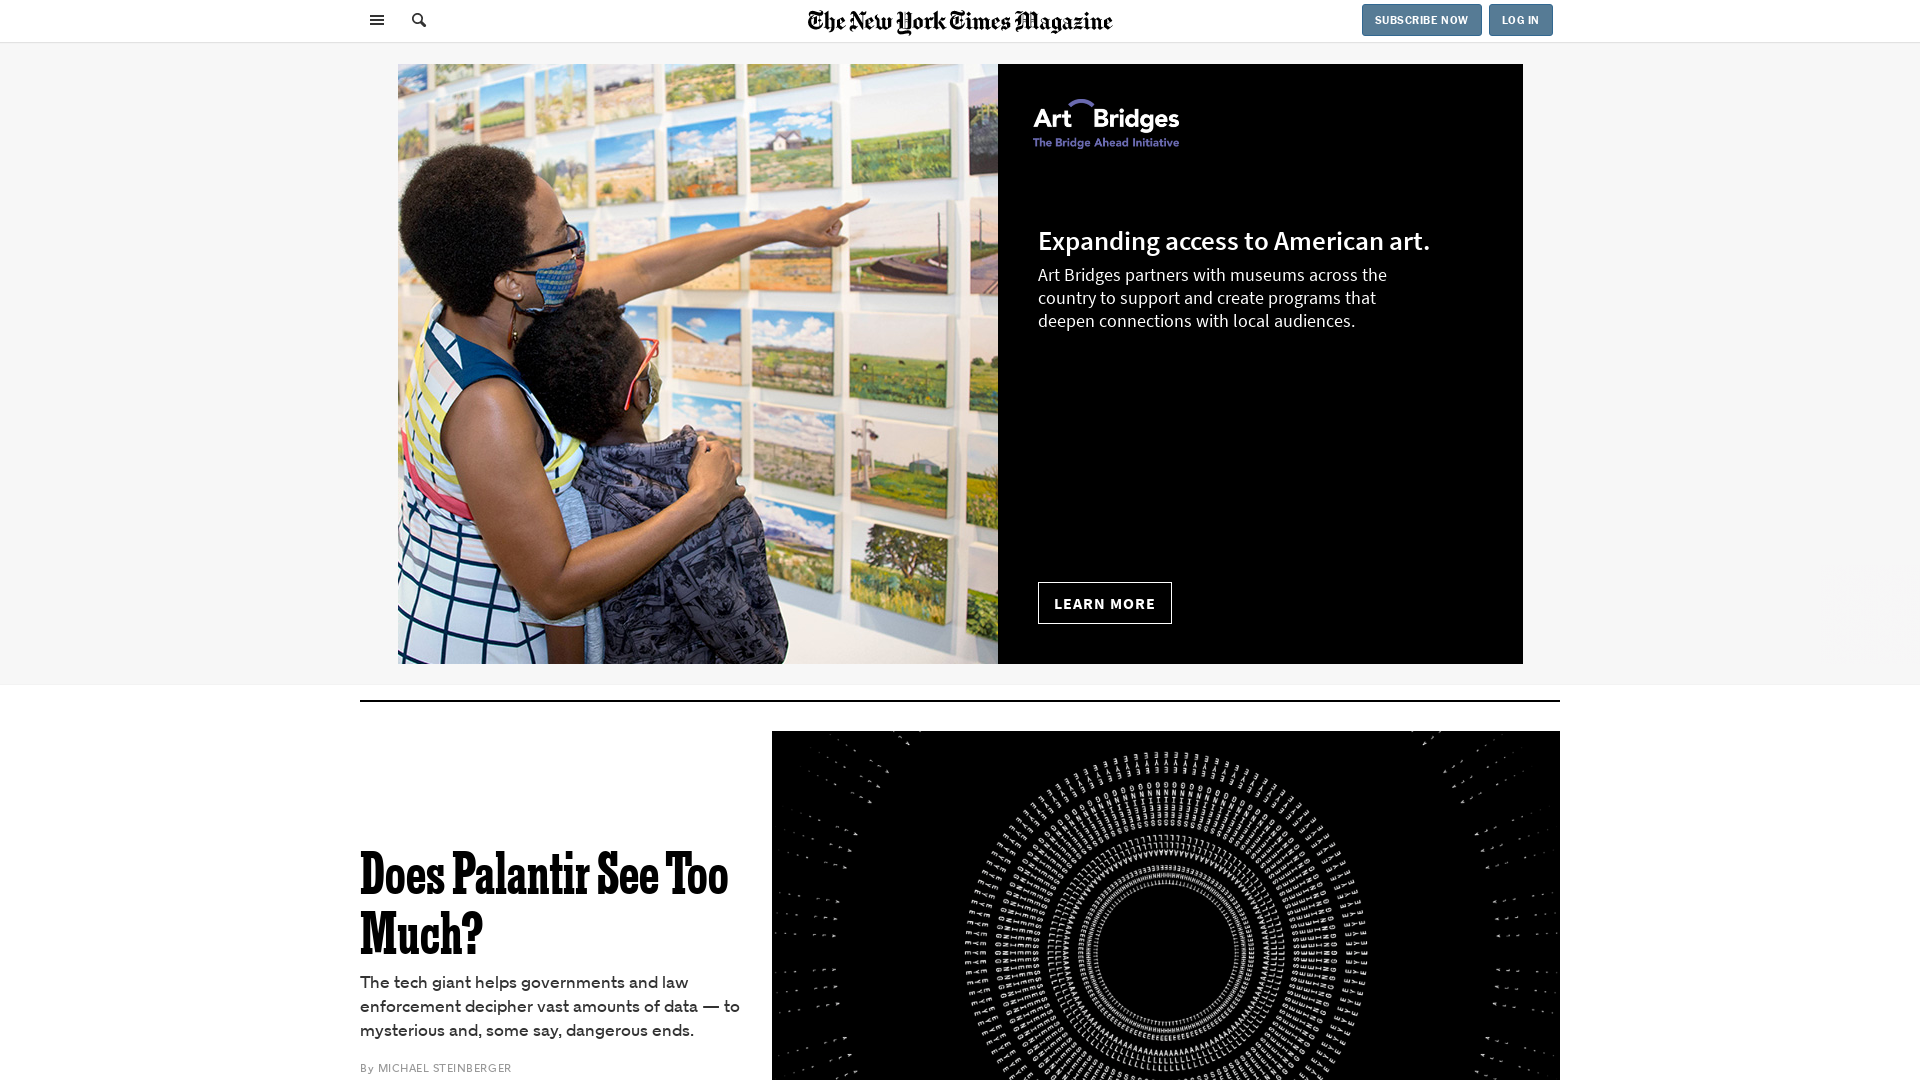 The New York Times Magazine
SUBSCRIBE NOW
LOG IN
Art Bridges
The Bridge Ahead Initiative
Expanding access to American art.
Art Bridges partners with museums across the
country to support and create programs that
deepen connections with local audiences.
LEARN MORE
Does Palantir See Too
Much?
The tech giant helps governments and law
enforcement decipher vast amounts of data — to
mysterious and, some say, dangerous ends.
By MICHAEL STEINBERGER